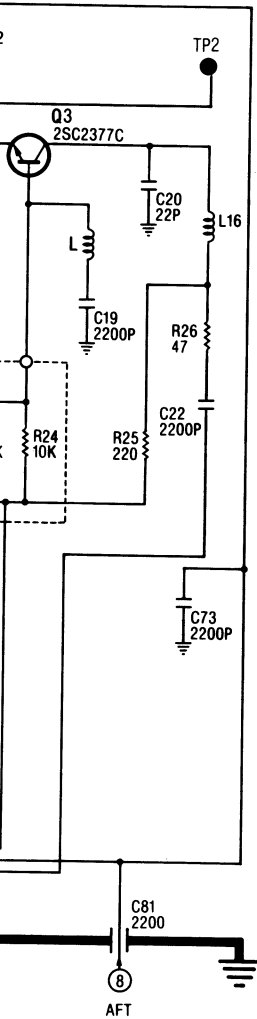 2
TP2
Q3
2SC2377C
C20
22P
L16
L
C19
2200P
R26
47
C22
2200P
R24
10K
K
R25
220
C73
2200P
C81
2200
8
AFT